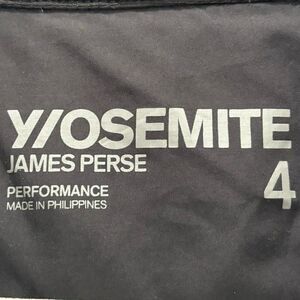 Y/OSEMITE
JAMES PERSE
4
PERFORMANCE
MADE IN PHILIPPINES